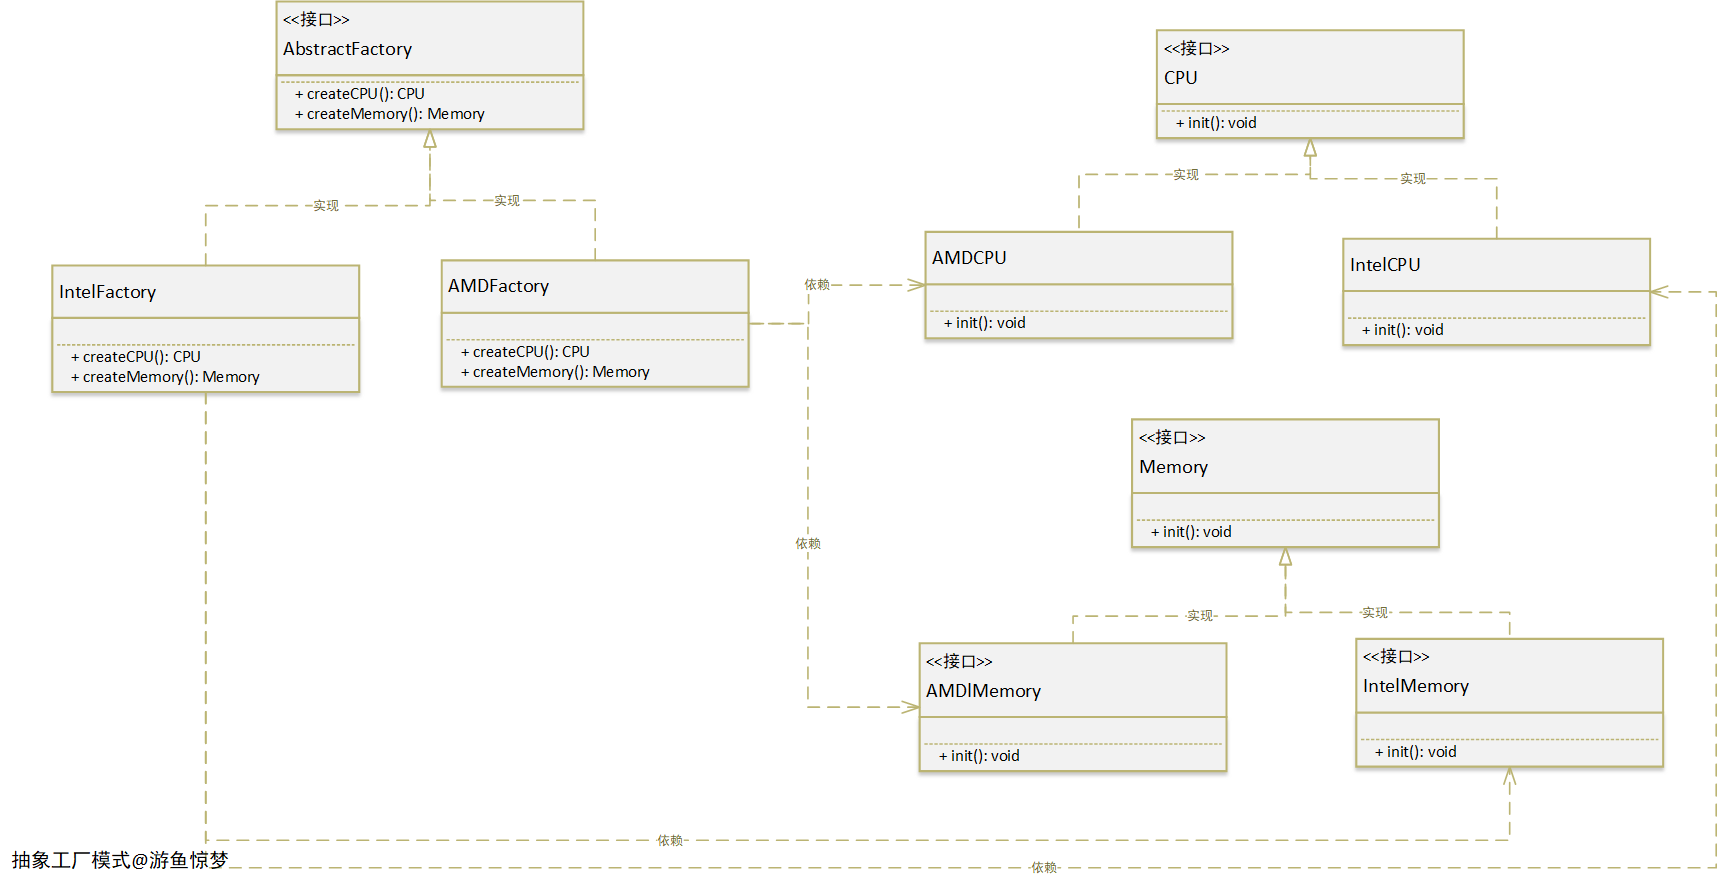 <<接口>>
AbstractFactory
+ createCPU(): CPU
+ createMemory(): Memory
<<接口>>
CPU
+ init(): void
实现
实现
实现
实现
IntelFactory
+ createCPU(): CPU
+ createMemory(): Memory
AMDFactory
+ createCPU(): CPU
+ createMemory(): Memory
依赖
AMDCPU
+ init(): void
IntelCPU
+ init(): void
<<接口>>
Memory
+ init(): void
依赖
实现
实现
<<接口>>
AMDlMemory
+ init(): void
<<接口>>
IntelMemory
+ init(): void
依赖
抽象工厂模式@游鱼惊梦
依赖